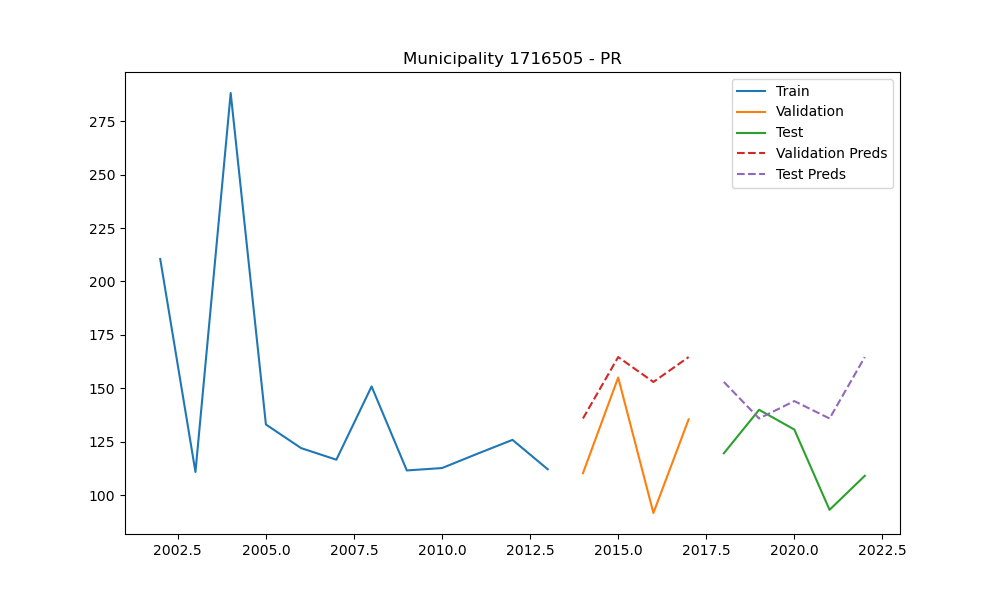 Municipality 1716505 - PR
Train
Validation
Test
Validation Preds
Test Preds
275
250
225
200
175
150
125
100
2002.5 2005.0 2007.5 2010.0 2012.5 2015.0 2017.5 2020.0 2022.5